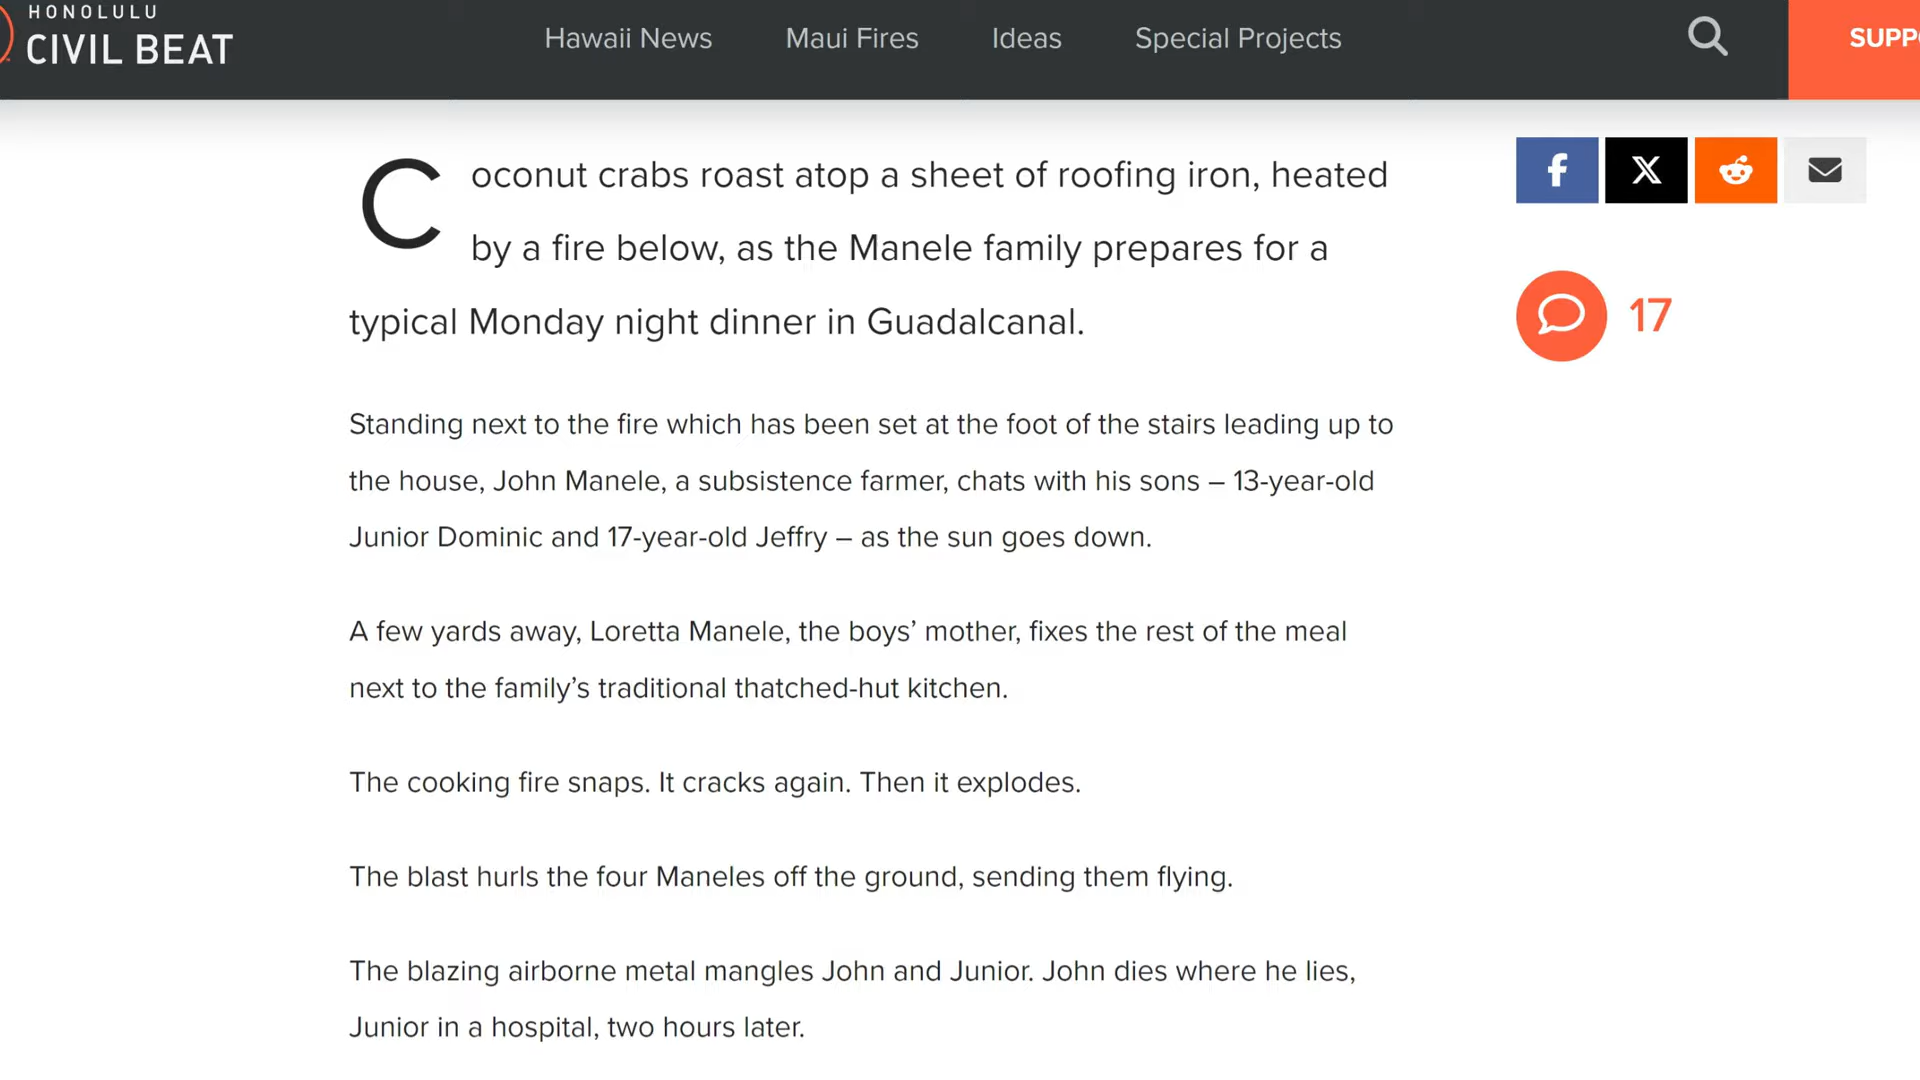 HONOLULU
CIVIL BEAT
Hawaii News
Maui Fires
Ideas
Special Projects
SUPP
Coconut crabs roast atop a sheet of roofing iron, heated
by a fire below, as the Manele family prepares for a
typical Monday night dinner in Guadalcanal.
17
Standing next to the fire which has been set at the foot of the stairs leading up to
the house, John Manele, a subsistence farmer, chats with his sons – 13-year-old
Junior Dominic and 17-year-old Jeffry – as the sun goes down.
A few yards away, Loretta Manele, the boys’ mother, fixes the rest of the meal
next to the family’s traditional thatched-hut kitchen.
The cooking fire snaps. It cracks again. Then it explodes.
The blast hurls the four Maneles off the ground, sending them flying.
The blazing airborne metal mangles John and Junior. John dies where he lies,
Junior in a hospital, two hours later.